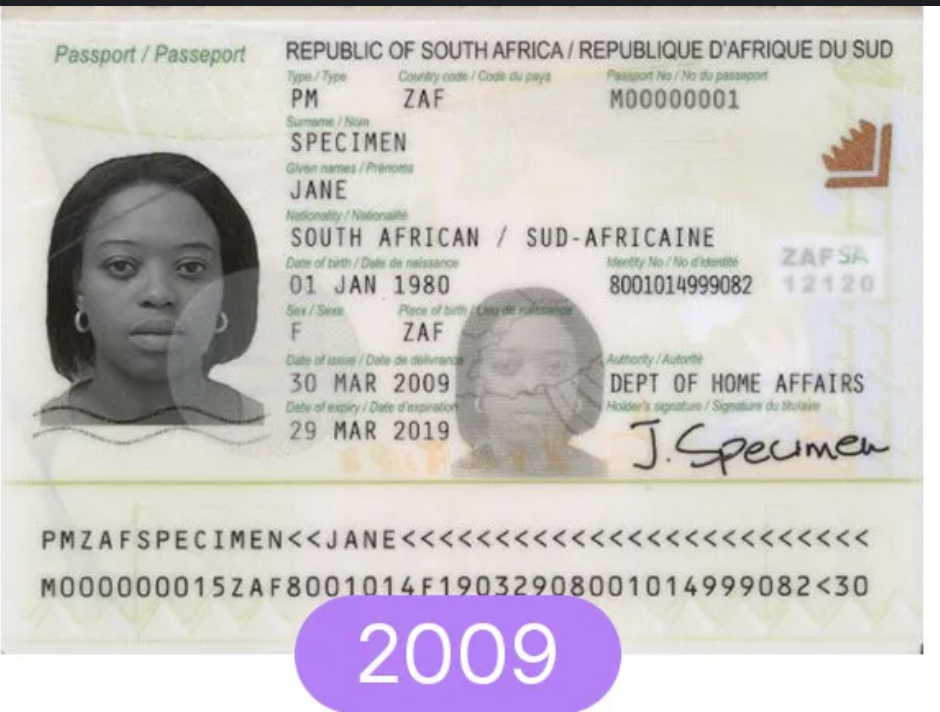 Passport / Passeport
REPUBLIC OF SOUTH AFRICA / REPUBLIQUE D'AFRIQUE DU SUD
Type / Type Country code / Code du pays Passport No / No du passeport
PM ZAF M00000001
Surname / Nom
SPECIMEN
Given names / Prénoms
JANE
Nationality / Nationalité
SOUTH AFRICAN / SUD-AFRICAINE
Date of birth / Date de naissance Identity No / No d'identité
01 JAN 1980 8001014999082
ZAF SA
12120
Sex / Sexe Place of birth / Lieu de naissance
F ZAF
Date of issue / Date de délivrance Authority / Autorité
30 MAR 2009 DEPT OF HOME AFFAIRS
Date of expiry / Date d'expiration Holder's signature / Signature du titulaire
29 MAR 2019 J. Specimen
PMZAFSPECIMEN<<JANE<<<<<<<<<<<<<<<<<<<<<<<<<
M000000015ZAF8001014F19032908001014999082<30
2009